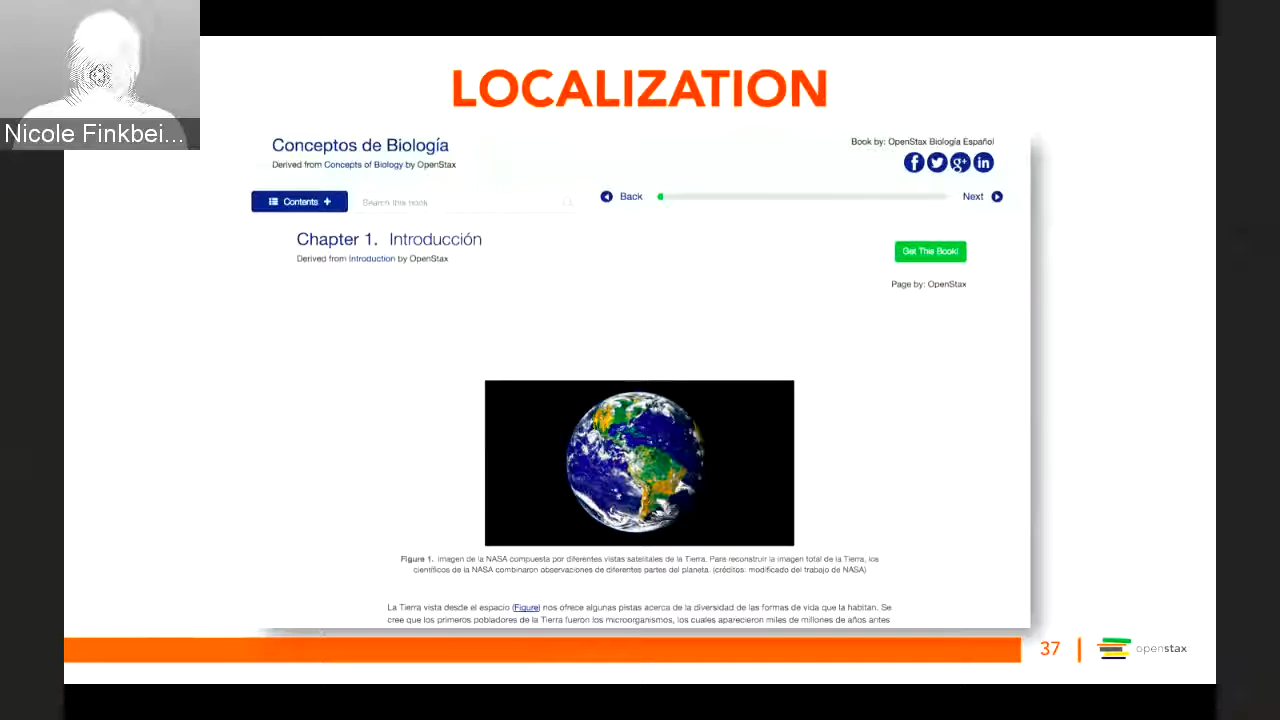 Nicole Finkbei...
LOCALIZATION
Conceptos de Biología
Derived from Concepts of Biology by OpenStax
Book by: OpenStax Biología Español
Contents +
Search this book
Back
Next
Chapter 1. Introducción
Derived from Introduction by OpenStax
Get This Book!
Page by: OpenStax
Figure 1. Imagen de la NASA compuesta por diferentes vistas satelitales de la Tierra. Para reconstruir la imagen total de la Tierra, los
científicos de la NASA combinaron observaciones de diferentes partes del planeta. (créditos: modificado del trabajo de NASA)
La Tierra vista desde el espacio (Figure) nos ofrece algunas pistas acerca de la diversidad de las formas de vida que la habitan. Se
cree que los primeros pobladores de la Tierra fueron los microorganismos, los cuales aparecieron miles de millones de años antes
37
openstax